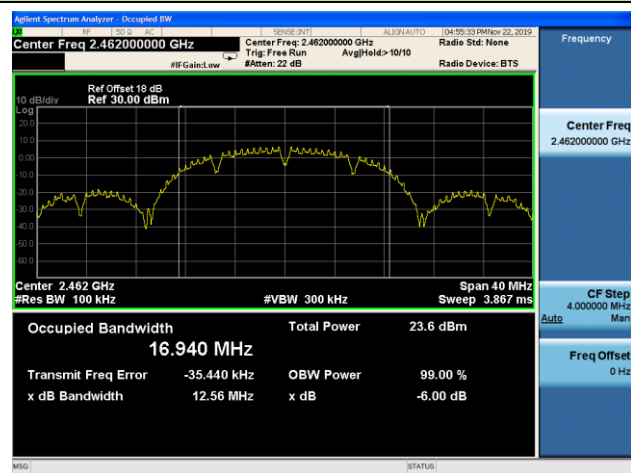 Agilent Spectrum Analyzer - Occupied BW
RF 50 Ω AC SENSE:INT ALIGN AUTO 04:55:33 PM Nov 22, 2019
Center Freq 2.462000000 GHz Center Freq: 2.462000000 GHz Radio Std: None Frequency
Trig: Free Run Avg|Hold:> 10/10
#IFGain:Low #Atten: 22 dB Radio Device: BTS
Ref Offset 18 dB
10 dB/div Ref 30.00 dBm
Log
20.0
10.0
0.00
-10.0
-20.0
-30.0
-40.0
-50.0
-60.0
Center Freq
2.462000000 GHz
Center 2.462 GHz Span 40 MHz
#Res BW 100 kHz #VBW 300 kHz Sweep 3.867 ms
CF Step
4.000000 MHz
Auto Man
Occupied Bandwidth Total Power 23.6 dBm
16.940 MHz
Freq Offset
0 Hz
Transmit Freq Error -35.440 kHz OBW Power 99.00 %
x dB Bandwidth 12.56 MHz x dB -6.00 dB
MSG STATUS